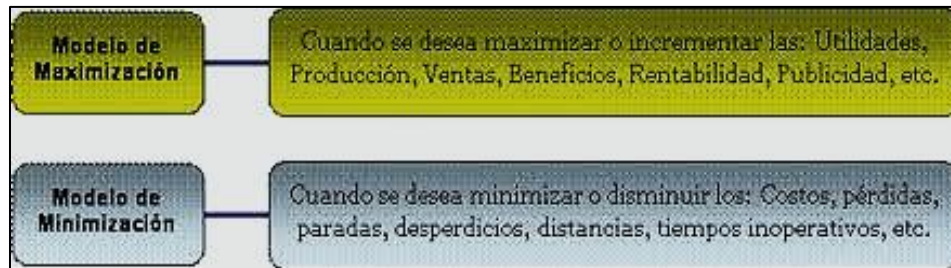 Modelo de
Maximización
Cuando se desea maximizar o incrementar las: Utilidades,
Producción, Ventas, Beneficios, Rentabilidad, Publicidad, etc.
Modelo de
Minimización
Cuando se desea minimizar o disminuir los: Costos, pérdidas,
paradas, desperdicios, distancias, tiempos inoperativos, etc.